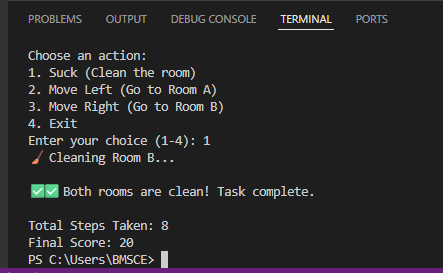 PROBLEMS OUTPUT DEBUG CONSOLE TERMINAL PORTS
Choose an action:
1. Suck (Clean the room)
2. Move Left (Go to Room A)
3. Move Right (Go to Room B)
4. Exit
Enter your choice (1-4): 1
🧹 Cleaning Room B...
✅✅ Both rooms are clean! Task complete.
Total Steps Taken: 8
Final Score: 20
PS C:\Users\BMSCE>